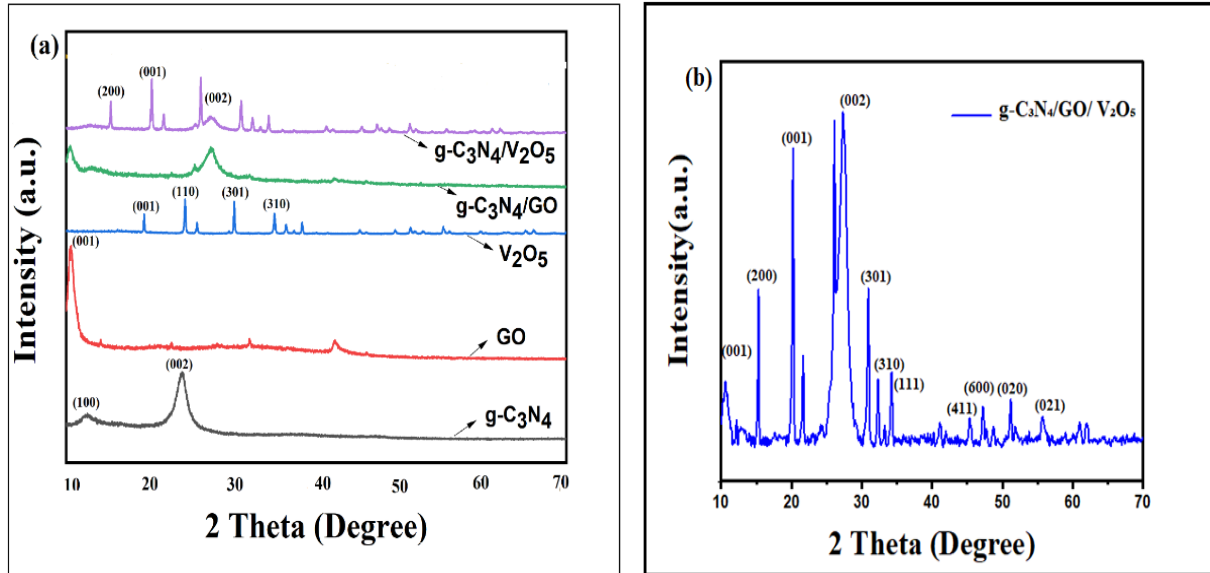 (a)
(200)
(001)
(002)
g-C₃N₄/V₂O₅
g-C₃N₄/GO
(001)
(110)
(301)
(310)
V₂O₅
(001)
GO
(100)
(002)
g-C₃N₄
Intensity (a.u.)
10 20 30 40 50 60 70
2 Theta (Degree)
(b)
g-C₃N₄/GO/ V₂O₅
(001)
(200)
(001)
(002)
(301)
(310)
(111)
(411)
(600)
(020)
(021)
Intensity(a.u.)
10 20 30 40 50 60 70
2 Theta (Degree)